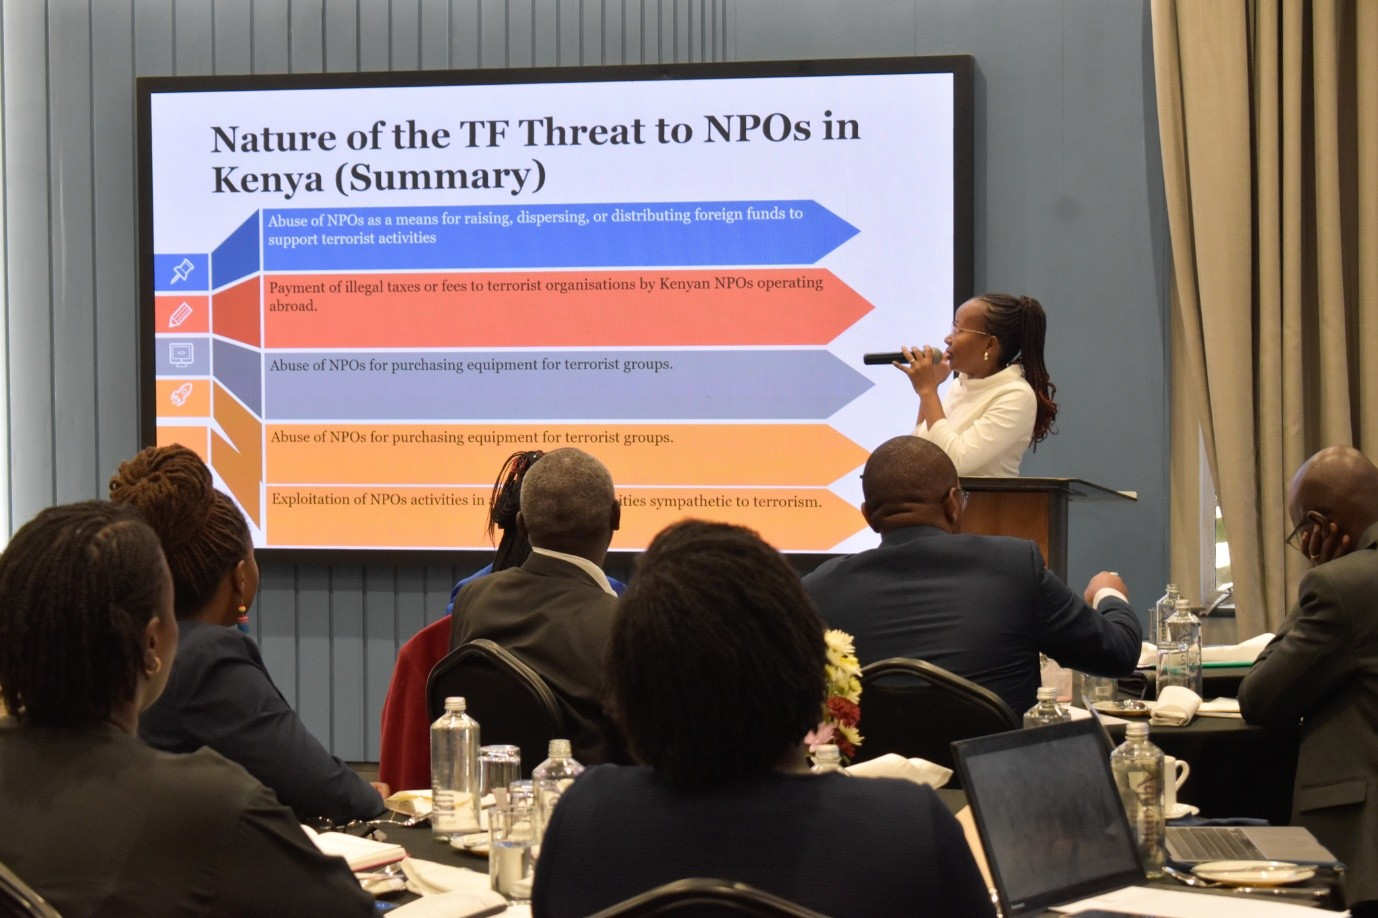 Nature of the TF Threat to NPOs in
Kenya (Summary)
Abuse of NPOs as a means for raising, dispersing, or distributing foreign funds to
support terrorist activities
Payment of illegal taxes or fees to terrorist organisations by Kenyan NPOs operating
abroad.
Abuse of NPOs for purchasing equipment for terrorist groups.
Abuse of NPOs for purchasing equipment for terrorist groups.
Exploitation of NPOs activities in sympathetic to terrorism.